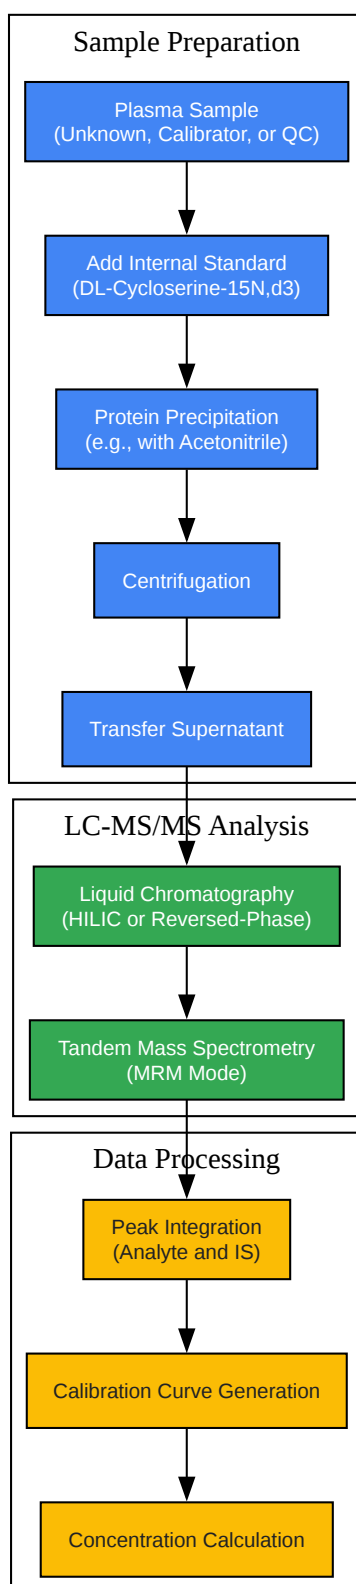 Sample Preparation
Plasma Sample
(Unknown, Calibrator, or QC)
Add Internal Standard
(DL-Cycloserine-15N,d3)
Protein Precipitation
(e.g., with Acetonitrile)
Centrifugation
Transfer Supernatant
LC-MS/MS Analysis
Liquid Chromatography
(HILIC or Reversed-Phase)
Tandem Mass Spectrometry
(MRM Mode)
Data Processing
Peak Integration
(Analyte and IS)
Calibration Curve Generation
Concentration Calculation